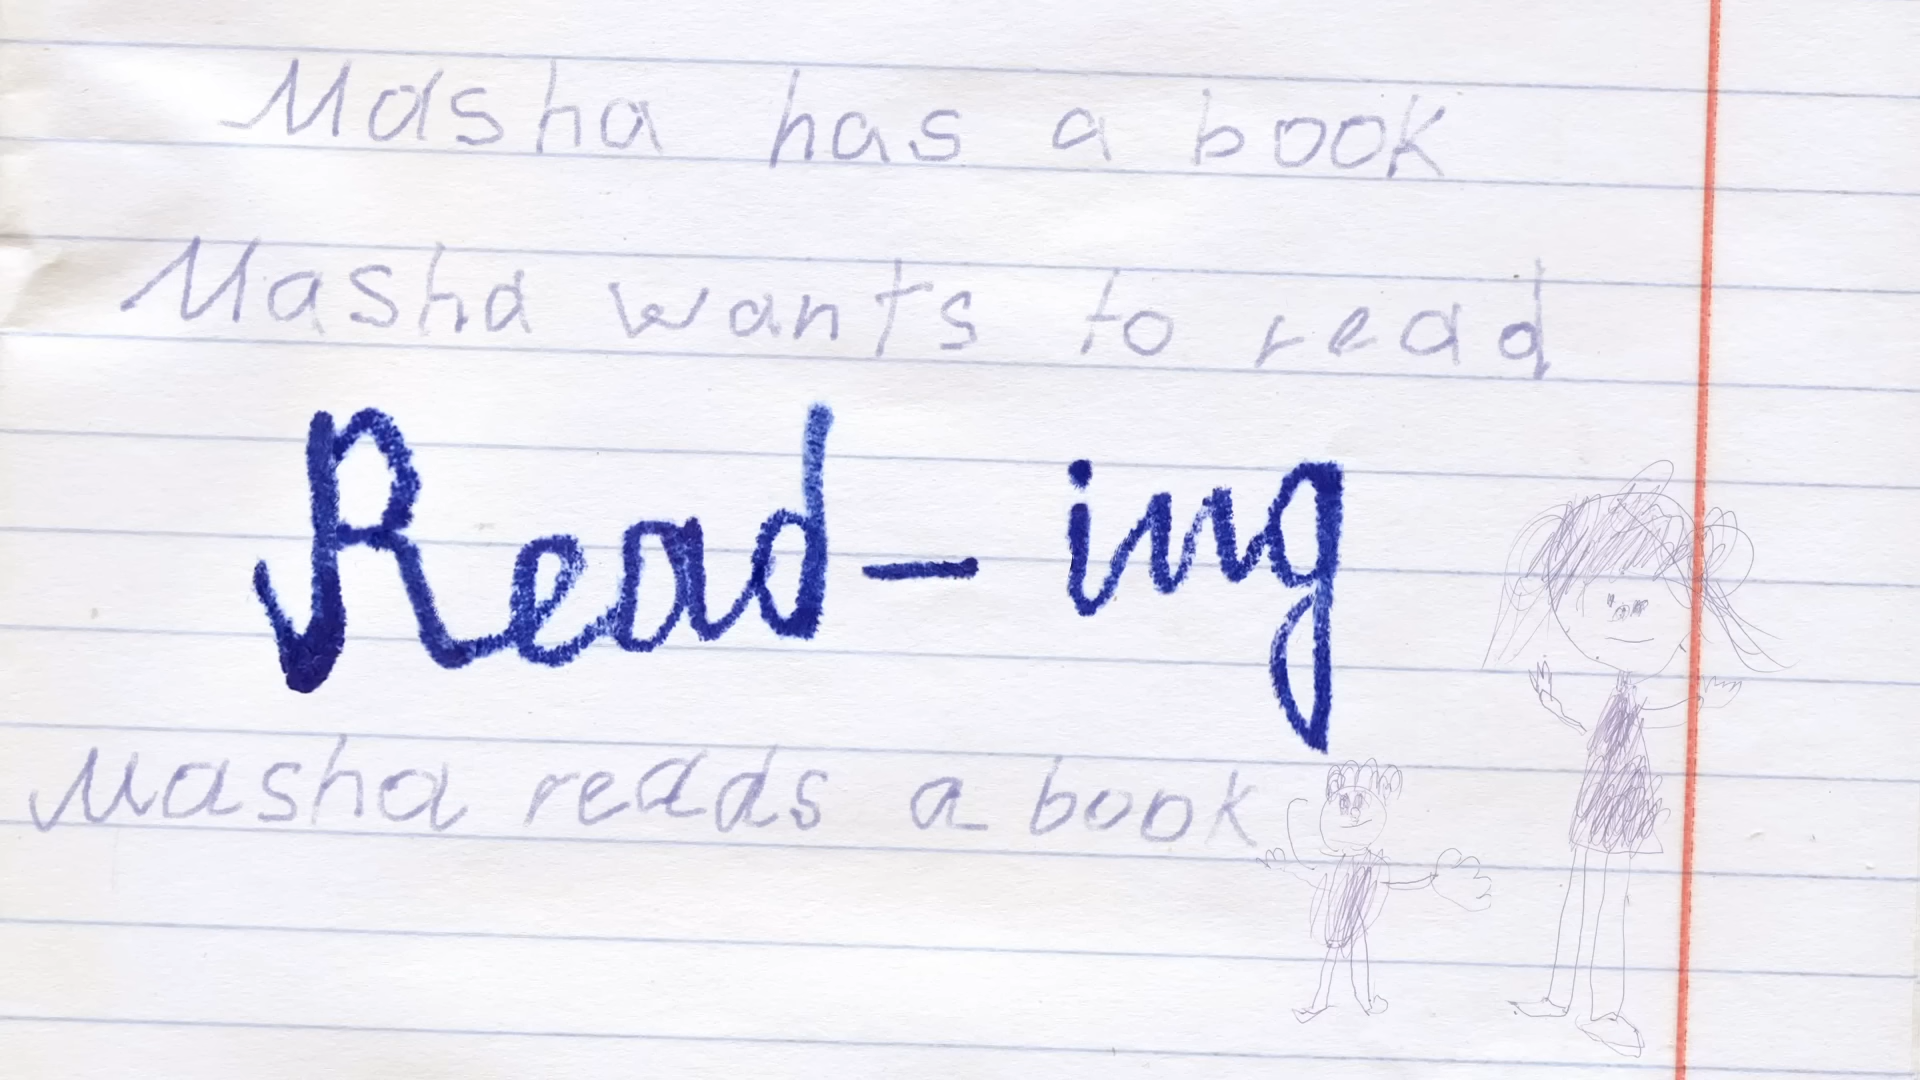 Masha has a book
Masha wants to read
Read - ing
Masha reads a book